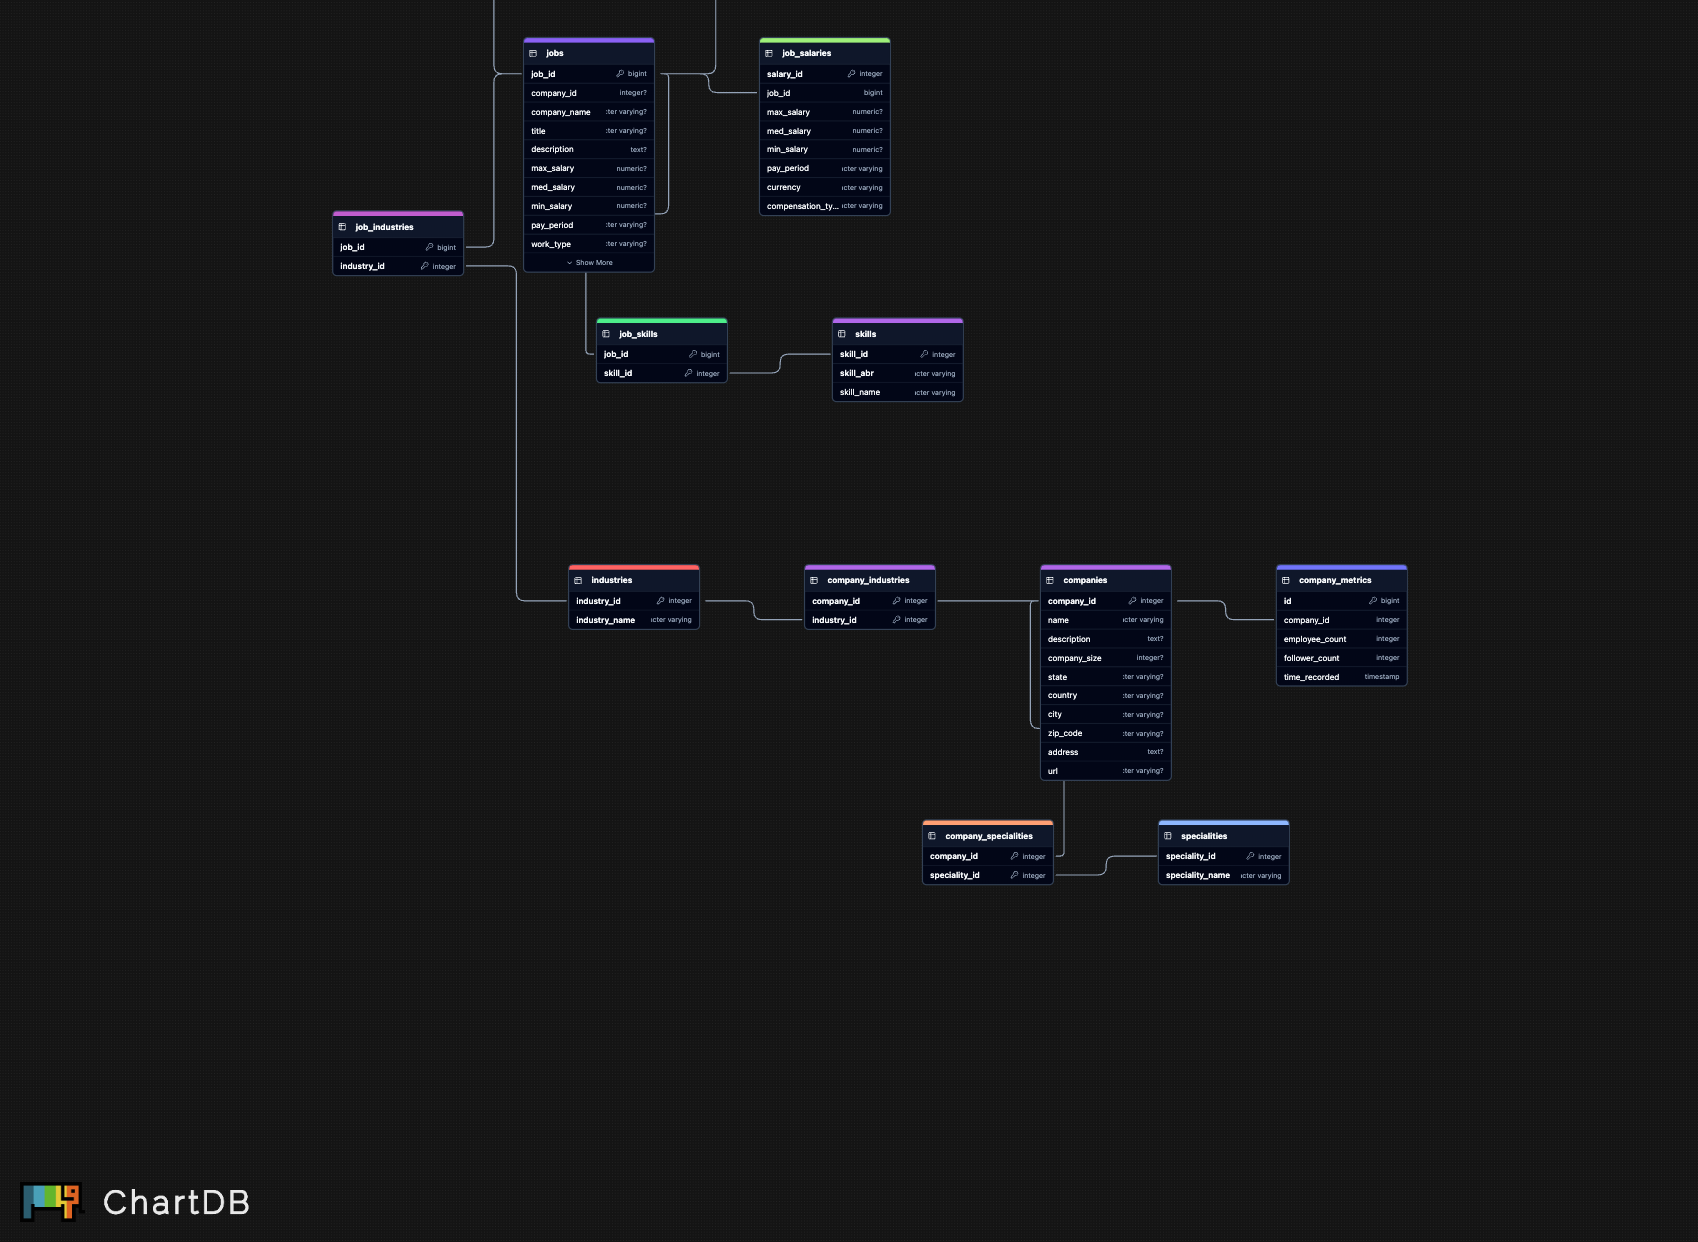 jobs
job_id bigint
company_id integer?
company_name :ter varying?
title :ter varying?
description text?
max_salary numeric?
med_salary numeric?
min_salary numeric?
pay_period :ter varying?
work_type :ter varying?
Show More
job_salaries
salary_id integer
job_id bigint
max_salary numeric?
med_salary numeric?
min_salary numeric?
pay_period ıcter varying
currency ıcter varying
compensation_ty... ıcter varying
job_industries
job_id bigint
industry_id integer
job_skills
job_id bigint
skill_id integer
skills
skill_id integer
skill_abr ıcter varying
skill_name ıcter varying
industries
industry_id integer
industry_name ıcter varying
company_industries
company_id integer
industry_id integer
companies
company_id integer
name ıcter varying
description text?
company_size integer?
state :ter varying?
country :ter varying?
city :ter varying?
zip_code :ter varying?
address text?
url :ter varying?
company_metrics
id bigint
company_id integer
employee_count integer
follower_count integer
time_recorded timestamp
company_specialities
company_id integer
speciality_id integer
specialities
speciality_id integer
speciality_name ıcter varying
ChartDB